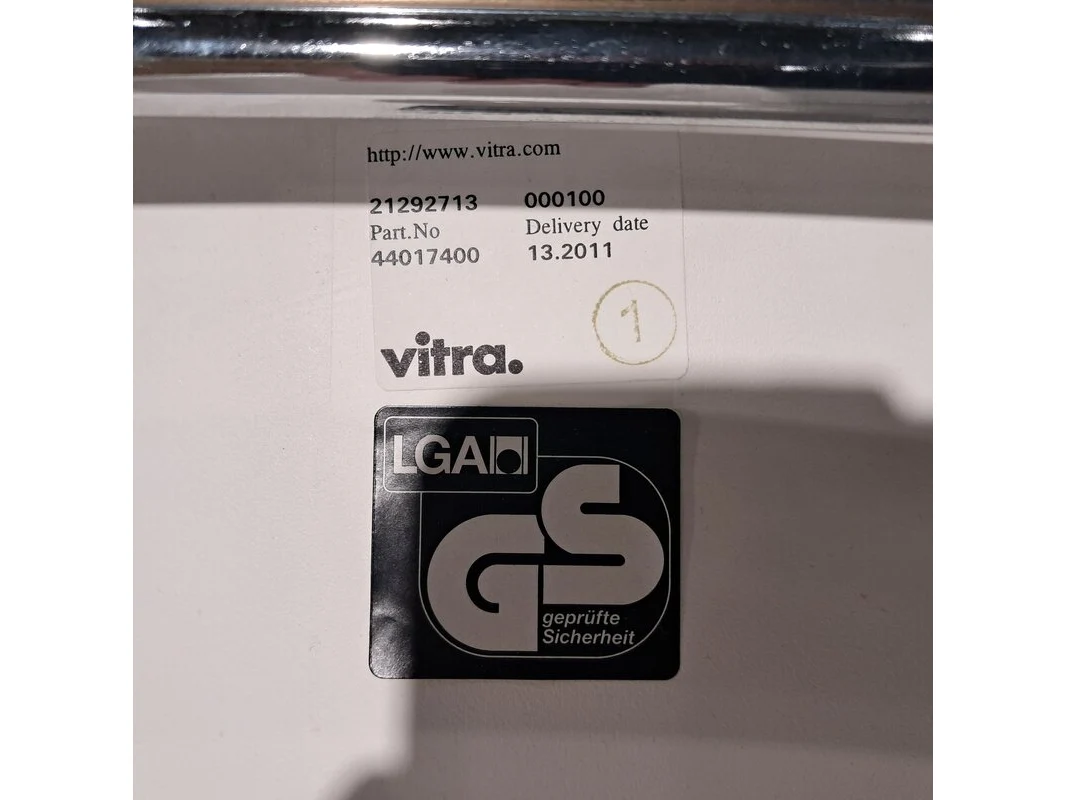 http://www.vitra.com
21292713 000100
Part.No Delivery date
44017400 13.2011
1
vitra.
LGA
GS
geprüfte
Sicherheit